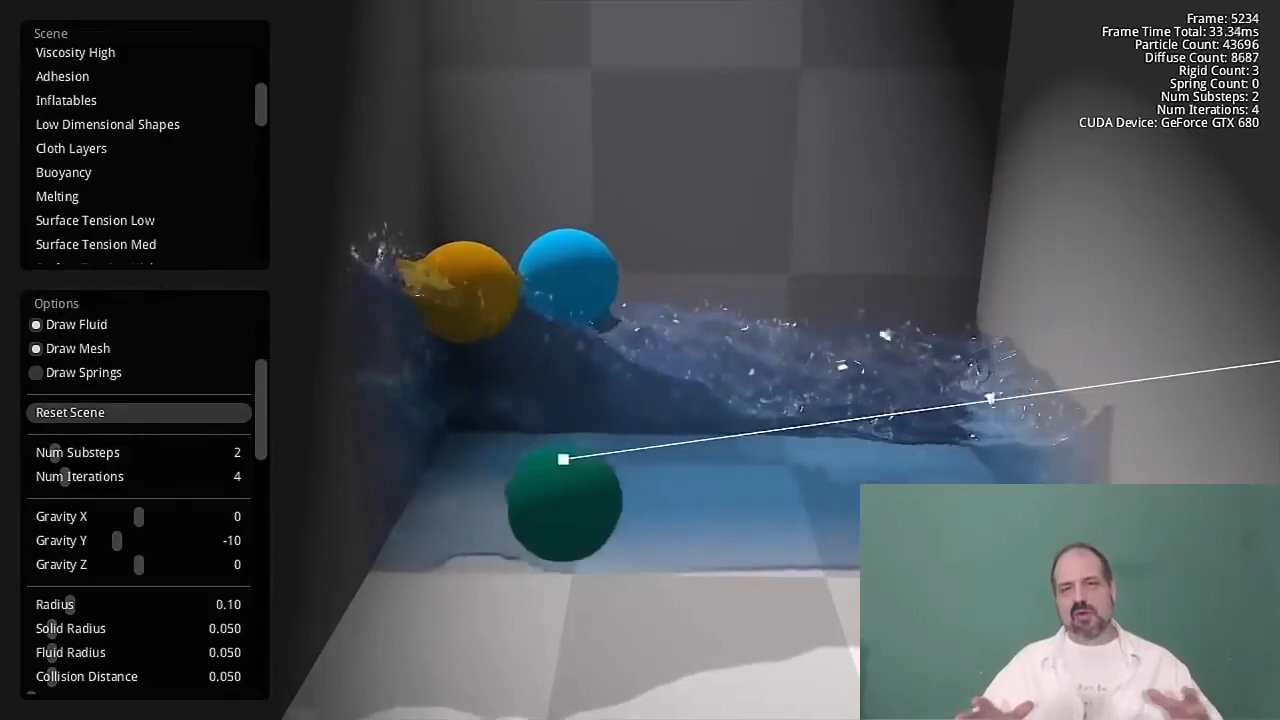 Scene
Viscosity High
Adhesion
Inflatables
Low Dimensional Shapes
Cloth Layers
Buoyancy
Melting
Surface Tension Low
Surface Tension Med
Options
Draw Fluid
Draw Mesh
Draw Springs
Reset Scene
Num Substeps 2
Num Iterations 4
Gravity X 0
Gravity Y -10
Gravity Z 0
Radius 0.10
Solid Radius 0.050
Fluid Radius 0.050
Collision Distance 0.050
Frame: 5234
Frame Time Total: 33.34ms
Particle Count: 43696
Diffuse Count: 8687
Rigid Count: 3
Spring Count: 0
Num Substeps: 2
Num Iterations: 4
CUDA Device: GeForce GTX 680